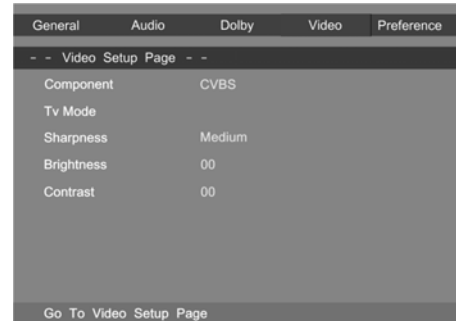 General Audio Dolby Video Preference
- - Video Setup Page - -
Component CVBS
Tv Mode
Sharpness Medium
Brightness 00
Contrast 00
Go To Video Setup Page